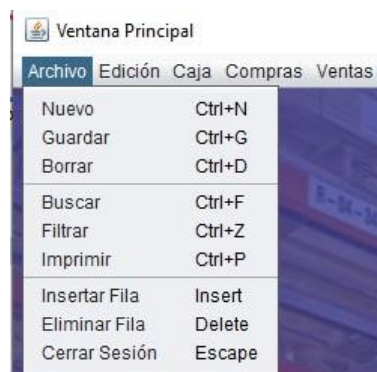 Ventana Principal
Archivo Edición Caja Compras Ventas
Nuevo Ctrl+N
Guardar Ctrl+G
Borrar Ctrl+D
Buscar Ctrl+F
Filtrar Ctrl+Z
Imprimir Ctrl+P
Insertar Fila Insert
Eliminar Fila Delete
Cerrar Sesión Escape